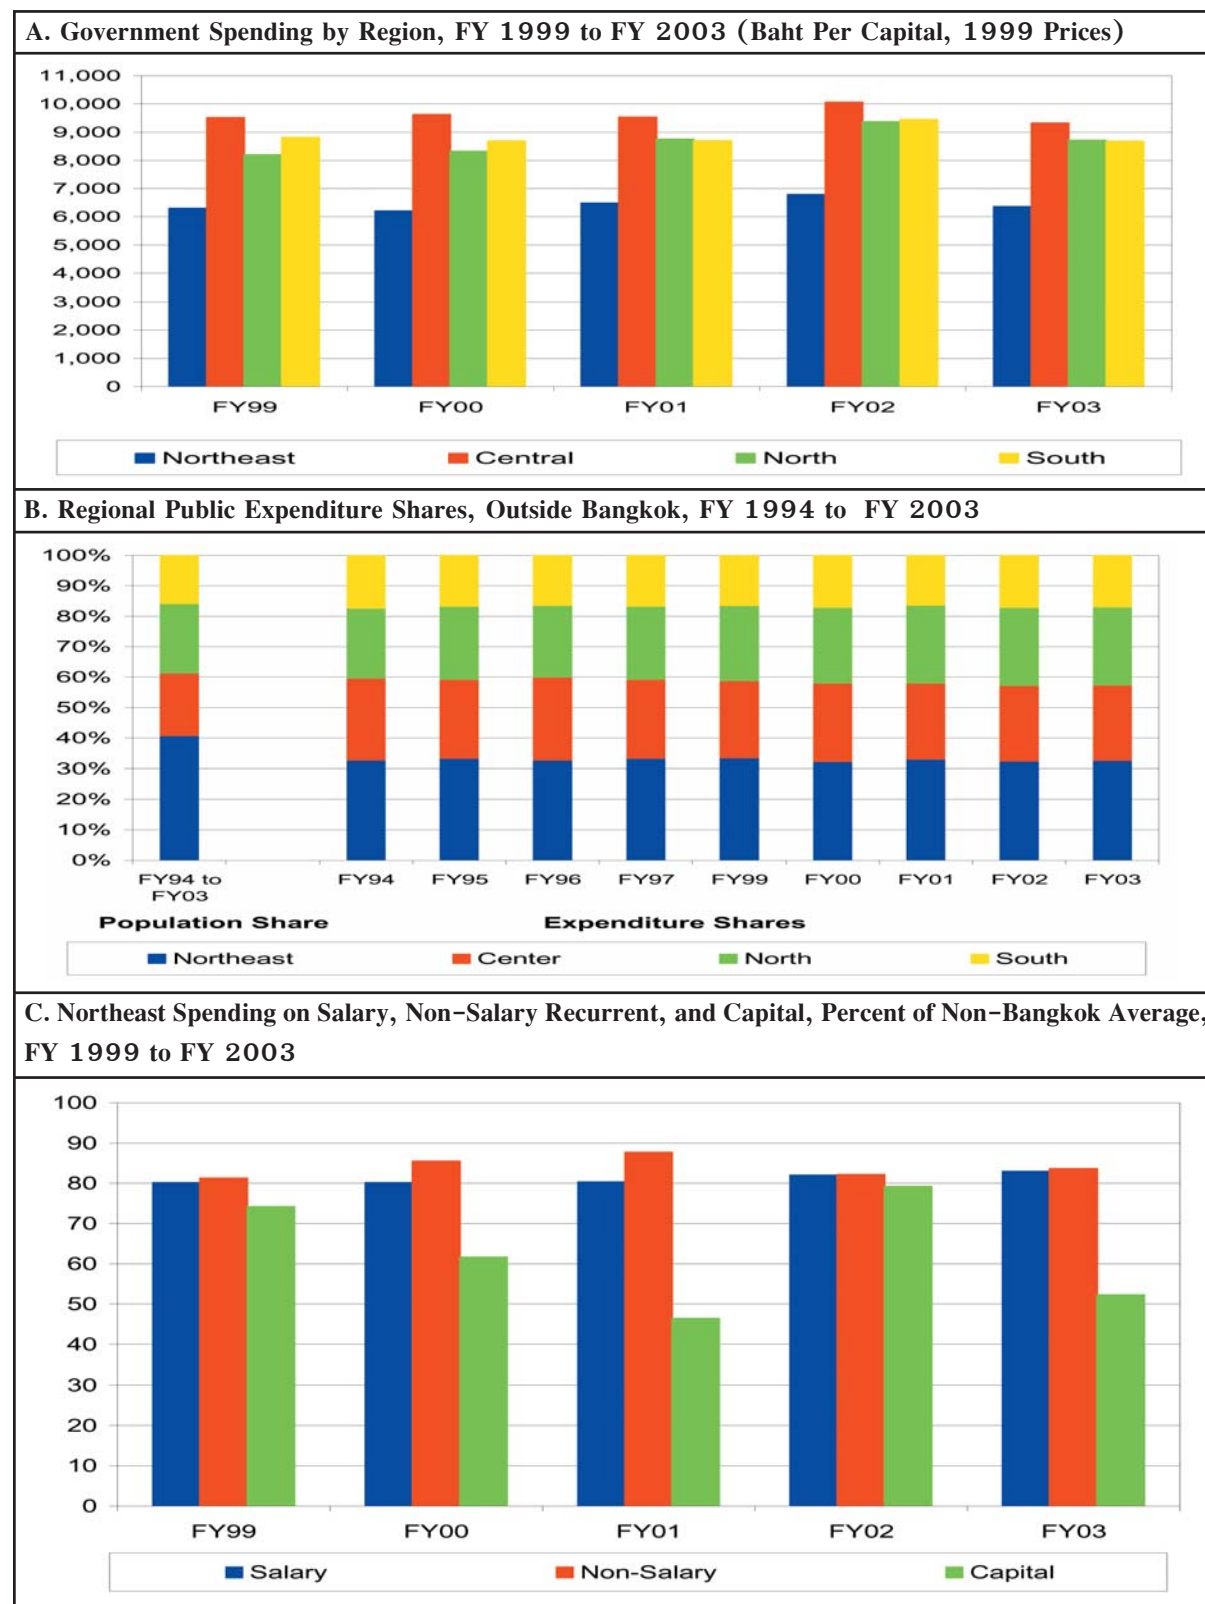 A. Government Spending by Region, FY 1999 to FY 2003 (Baht Per Capital, 1999 Prices)
11,000
10,000
9,000
8,000
7,000
6,000
5,000
4,000
3,000
2,000
1,000
0
FY99 FY00 FY01 FY02 FY03
Northeast Central North South
B. Regional Public Expenditure Shares, Outside Bangkok, FY 1994 to FY 2003
100%
90%
80%
70%
60%
50%
40%
30%
20%
10%
0%
FY94 to FY94 FY95 FY96 FY97 FY99 FY00 FY01 FY02 FY03
FY03
Population Share Expenditure Shares
Northeast Center North South
C. Northeast Spending on Salary, Non-Salary Recurrent, and Capital, Percent of Non-Bangkok Average,
FY 1999 to FY 2003
100
90
80
70
60
50
40
30
20
10
0
FY99 FY00 FY01 FY02 FY03
Salary Non-Salary Capital